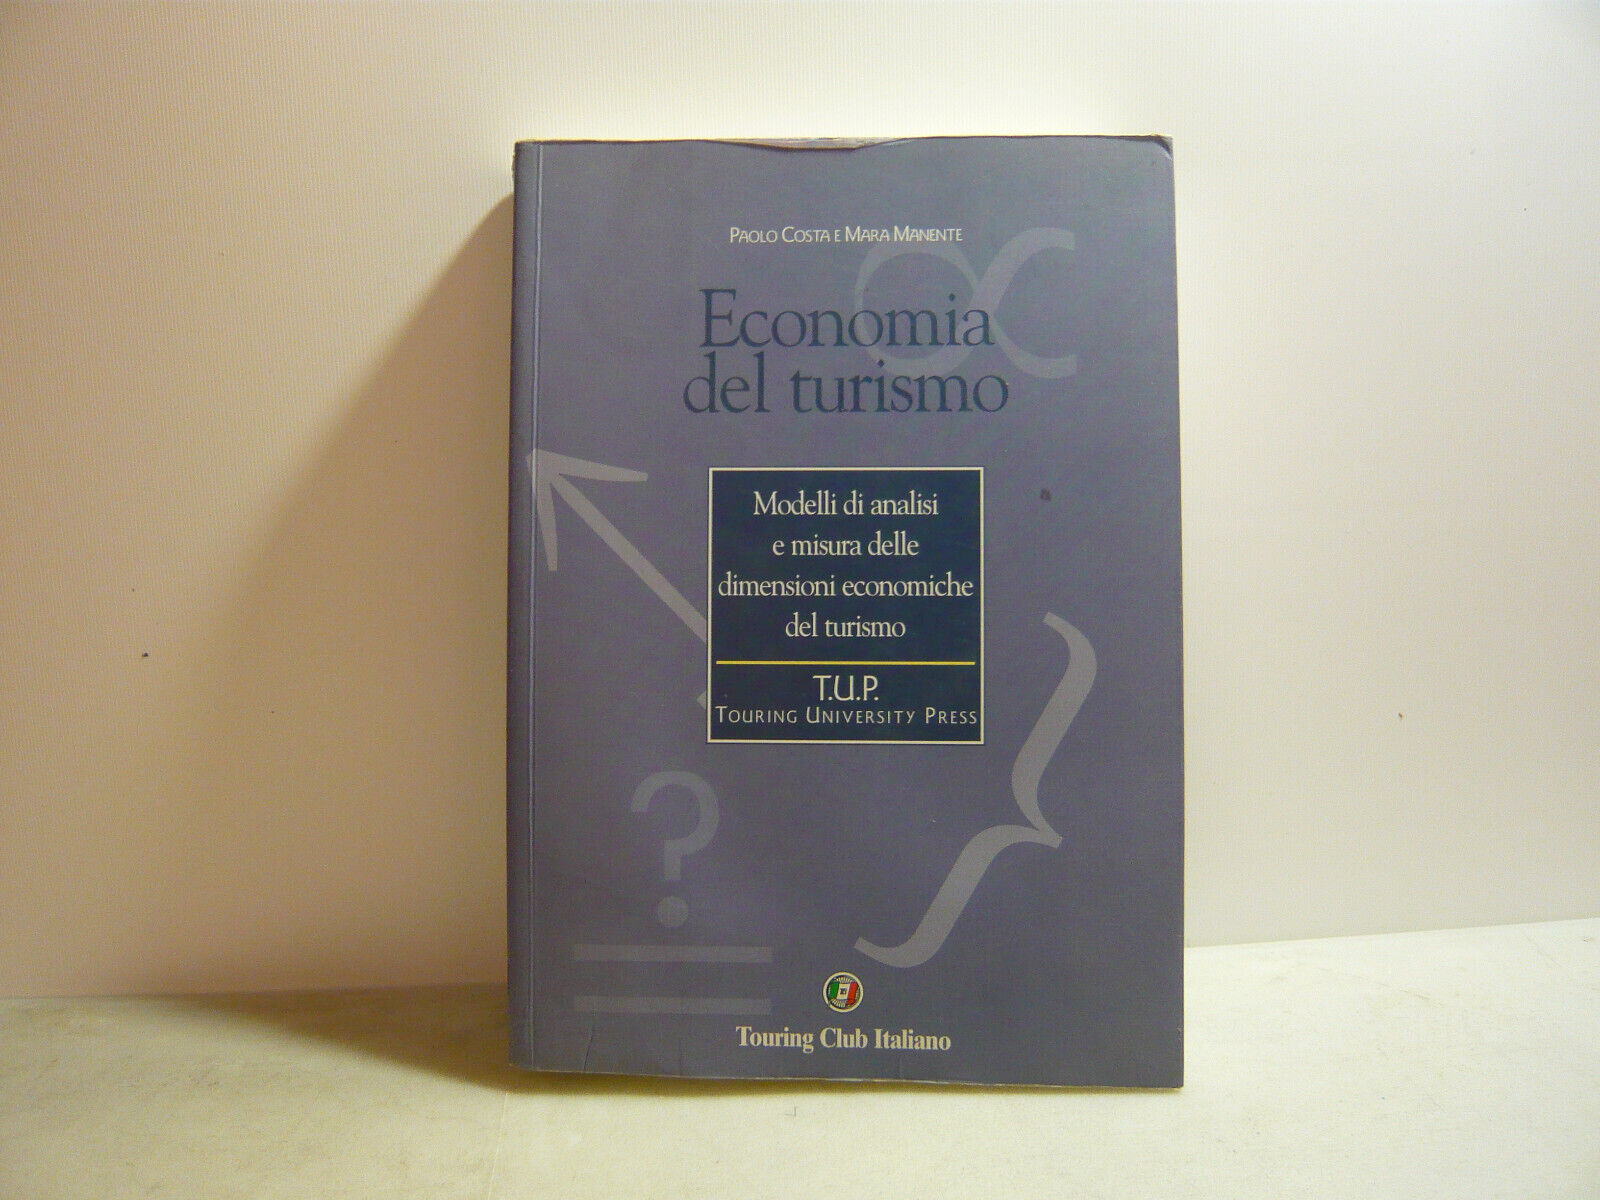 PAOLO COSTA E MARA MANENTE
Economia
del turismo
Modelli di analisi
e misura delle
dimensioni economiche
del turismo
T.U.P.
TOURING UNIVERSITY PRESS
Touring Club Italiano